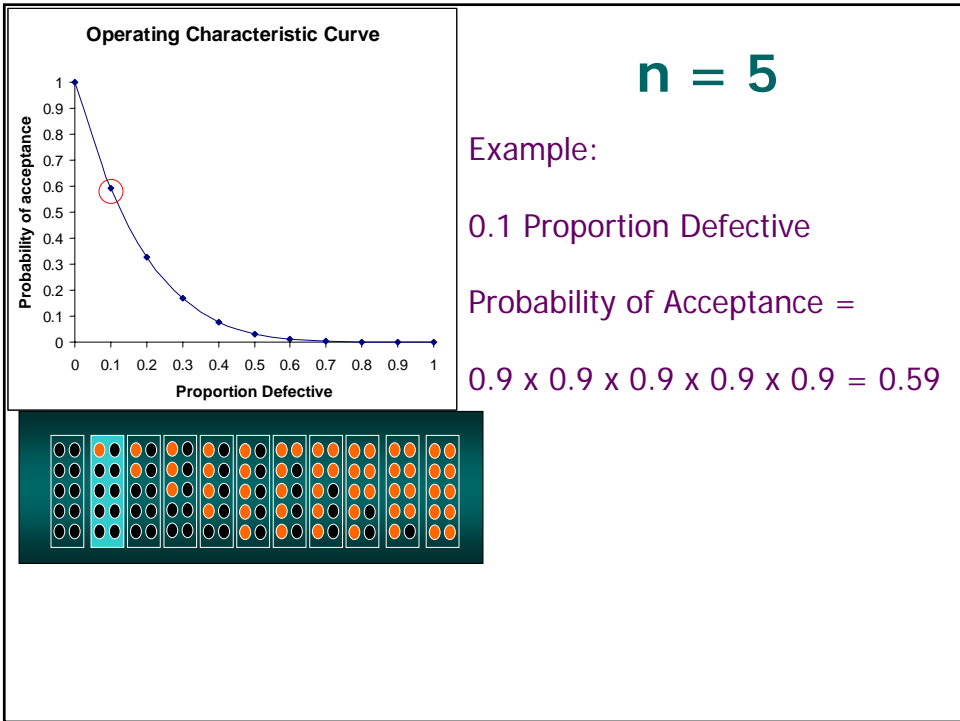 Operating Characteristic Curve
Probability of acceptance
1
0.9
0.8
0.7
0.6
0.5
0.4
0.3
0.2
0.1
0
0 0.1 0.2 0.3 0.4 0.5 0.6 0.7 0.8 0.9 1
Proportion Defective
n = 5
Example:
0.1 Proportion Defective
Probability of Acceptance =
0.9 x 0.9 x 0.9 x 0.9 x 0.9 = 0.59